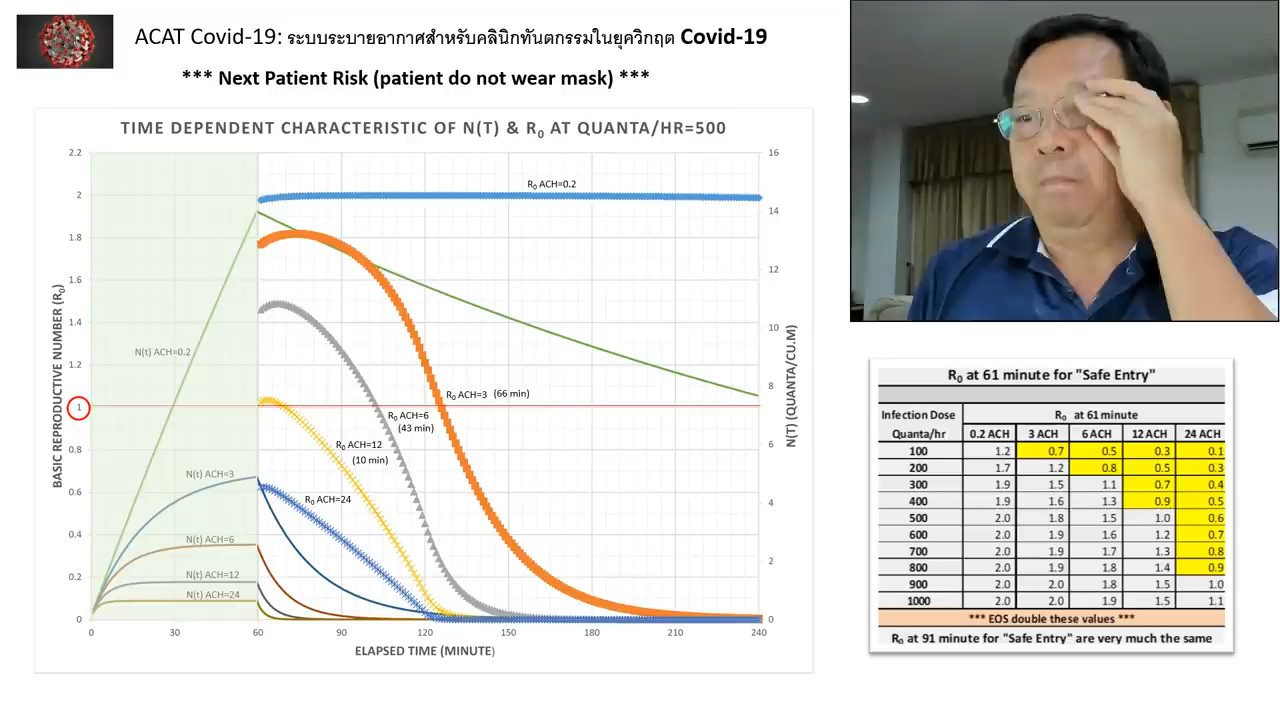 ACAT Covid-19: ระบบระบายอากาศสำหรับคลินิกทันตกรรมในยุควิกฤต Covid-19
*** Next Patient Risk (patient do not wear mask) ***
TIME DEPENDENT CHARACTERISTIC OF N(T) & R0 AT QUANTA/HR=500
BASIC REPRODUCTIVE NUMBER (R0)
2.2
2
1.8
1.6
1.4
1.2
1
0.8
0.6
0.4
0.2
0
N(t) ACH=0.2
N(t) ACH=3
N(t) ACH=6
N(t) ACH=12
N(t) ACH=24
R0 ACH=0.2
R0 ACH=3 (66 min)
R0 ACH=6
(43 min)
R0 ACH=12
(10 min)
R0 ACH=24
16
14
12
10
8
6
4
2
0
N(T) (QUANTA/CU.M)
0 30 60 90 120 150 180 210 240
ELAPSED TIME (MINUTE)
R0 at 61 minute for "Safe Entry"
Infection Dose R0 at 61 minute
Quanta/hr 0.2 ACH 3 ACH 6 ACH 12 ACH 24 ACH
100 1.2 0.7 0.5 0.3 0.1
200 1.7 1.2 0.8 0.5 0.3
300 1.9 1.5 1.1 0.7 0.4
400 1.9 1.6 1.3 0.9 0.5
500 2.0 1.8 1.5 1.0 0.6
600 2.0 1.9 1.6 1.2 0.7
700 2.0 1.9 1.7 1.3 0.8
800 2.0 1.9 1.8 1.4 0.9
900 2.0 2.0 1.8 1.5 1.0
1000 2.0 2.0 1.9 1.5 1.1
*** EOS double these values ***
R0 at 91 minute for "Safe Entry" are very much the same